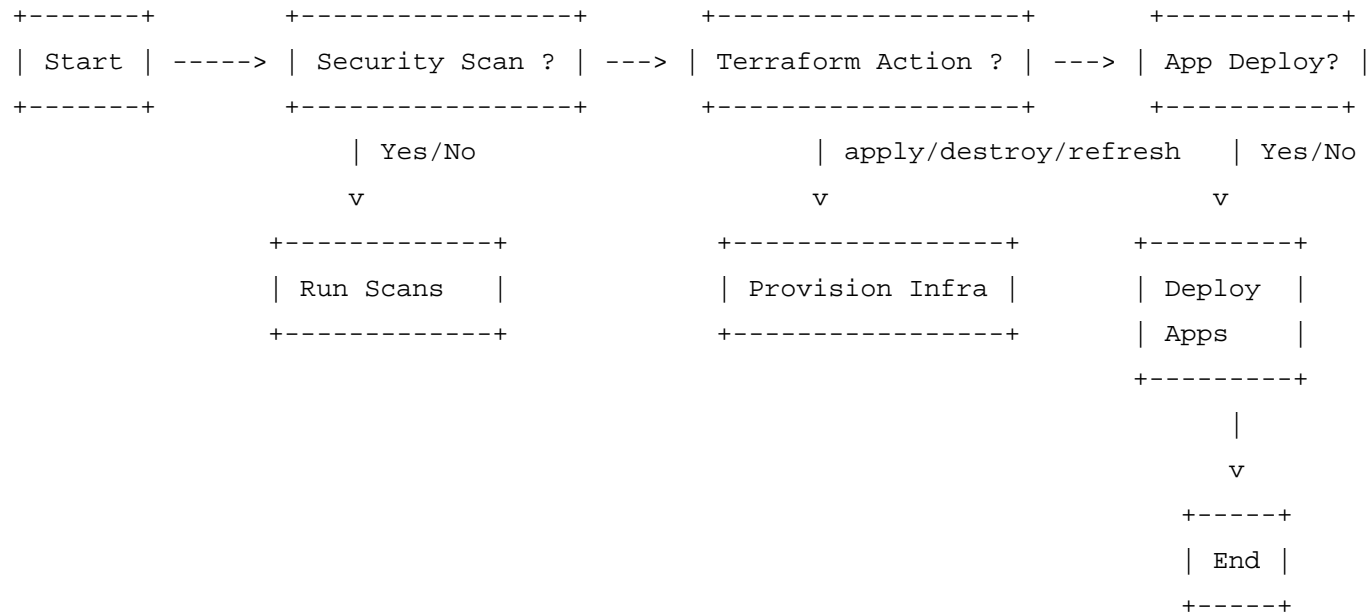 +-------+ +-----------------+ +-------------------+ +-----------+
| Start | -----> | Security Scan ? | ---> | Terraform Action ? | ---> | App Deploy? |
+-------+ +-----------------+ +-------------------+ +-----------+
| Yes/No | apply/destroy/refresh | Yes/No
v v v
+-------------+ +-----------------+ +---------+
| Run Scans | | Provision Infra | | Deploy |
+-------------+ +-----------------+ | Apps |
+---------+
|
v
+-----+
| End |
+-----+